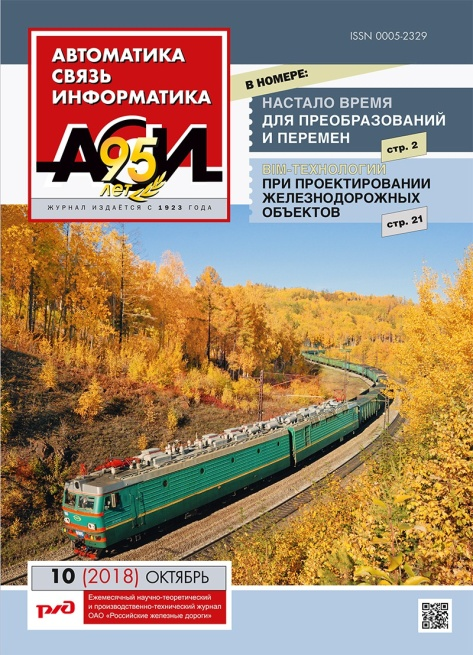 ISSN 0005-2329
АВТОМАТИКА
СВЯЗЬ
ИНФОРМАТИКА
АСИ
95
лет
ЖУРНАЛ ИЗДАЁТСЯ С 1923 ГОДА
В НОМЕРЕ:
НАСТАЛО ВРЕМЯ
ДЛЯ ПРЕОБРАЗОВАНИЙ
И ПЕРЕМЕН
стр. 2
BIM-ТЕХНОЛОГИИ
ПРИ ПРОЕКТИРОВАНИИ
ЖЕЛЕЗНОДОРОЖНЫХ
ОБЪЕКТОВ
стр. 21
10 (2018) ОКТЯБРЬ
РЖД
Ежемесячный научно-теоретический
и производственно-технический журнал
ОАО «Российские железные дороги»